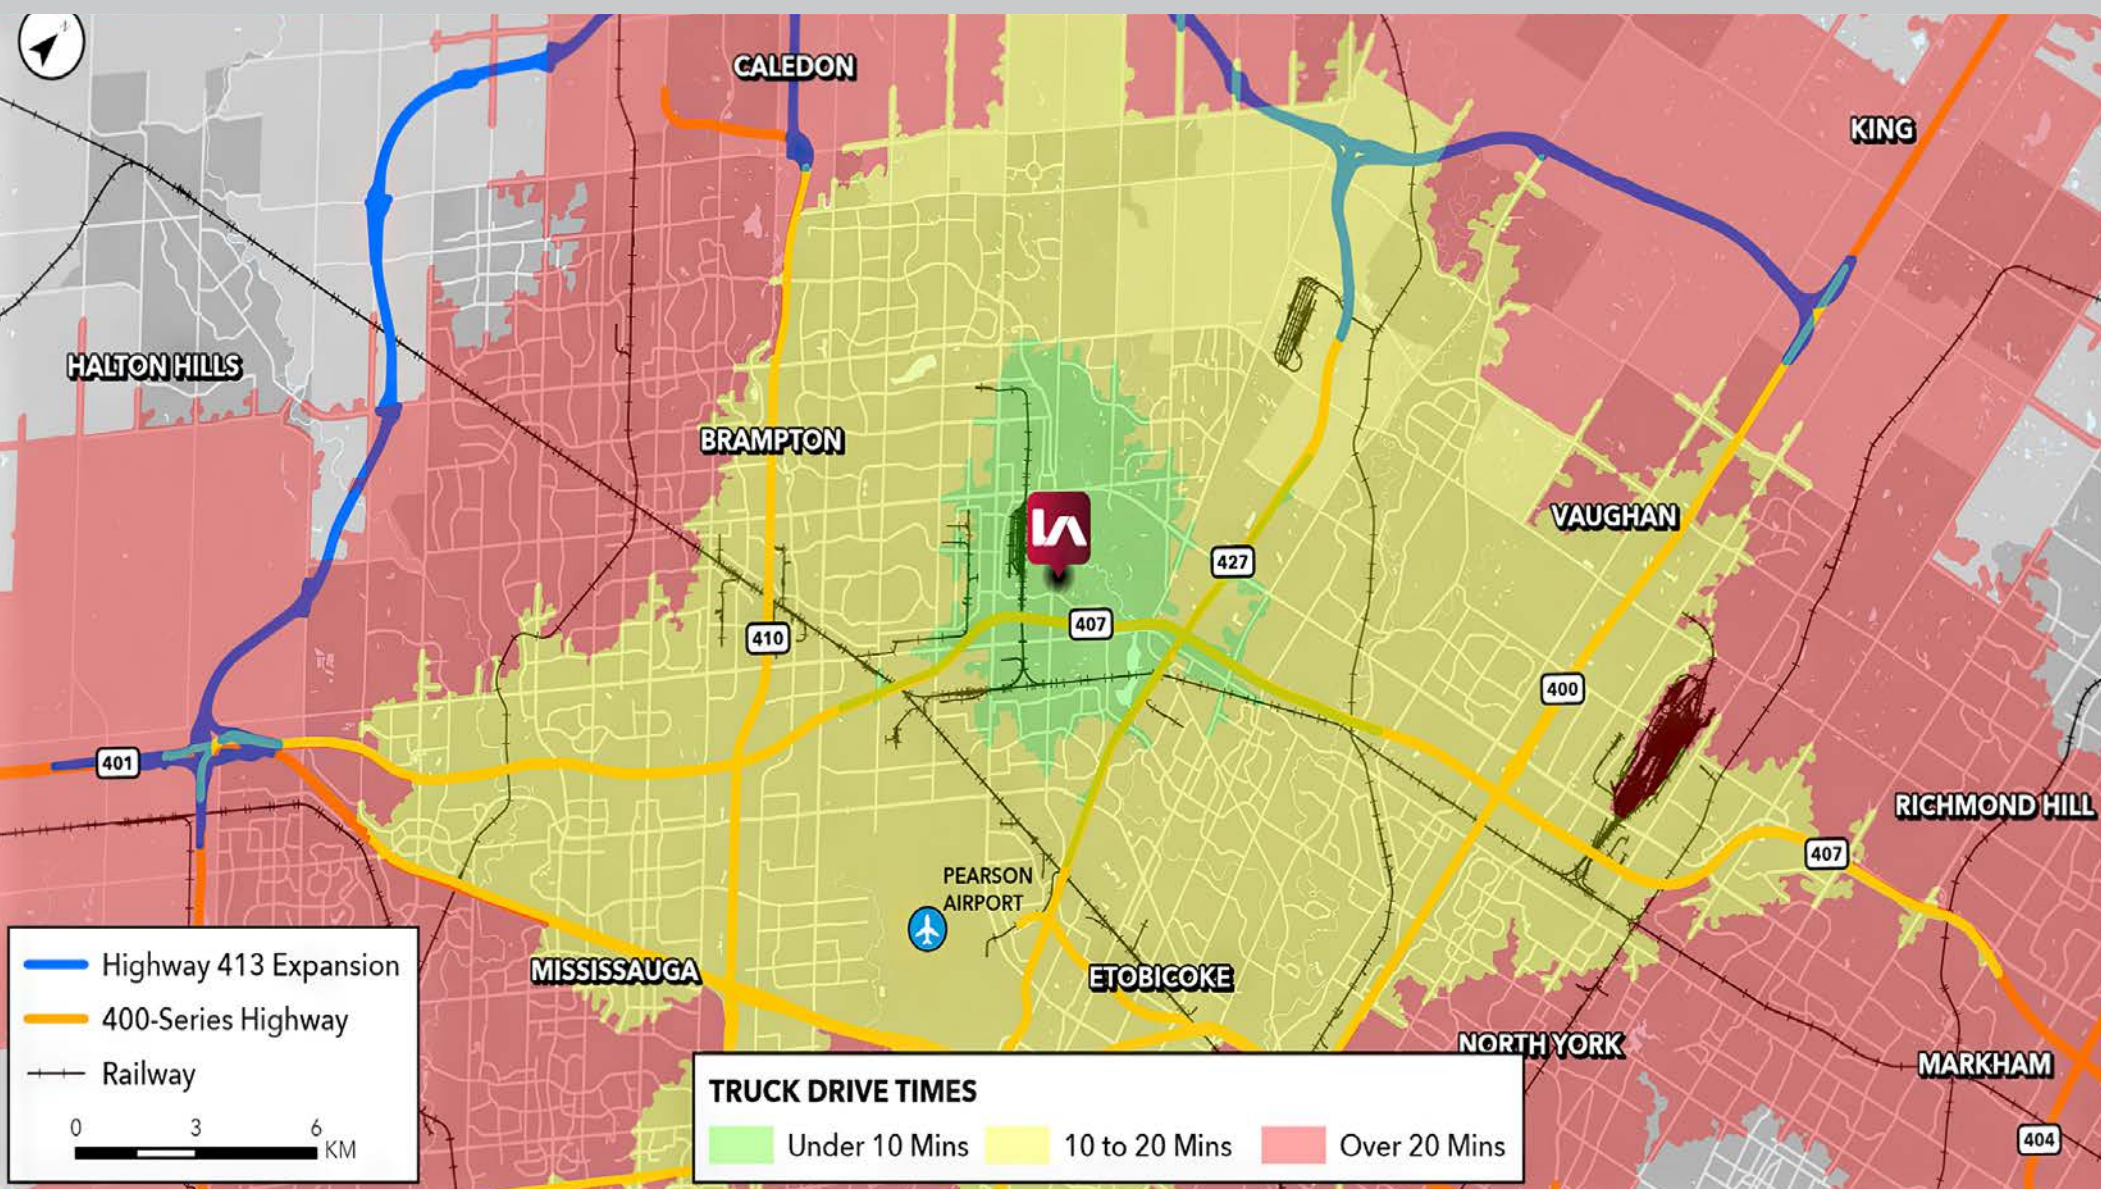 N
CALEDON
KING
HALTON HILLS
BRAMPTON
VAUGHAN
LA
427
407
410
400
401
RICHMOND HILL
407
PEARSON
AIRPORT
MISSISSAUGA
ETOBICOKE
NORTH YORK
MARKHAM
404
Highway 413 Expansion
400-Series Highway
Railway
0 3 6
KM
TRUCK DRIVE TIMES
Under 10 Mins 10 to 20 Mins Over 20 Mins